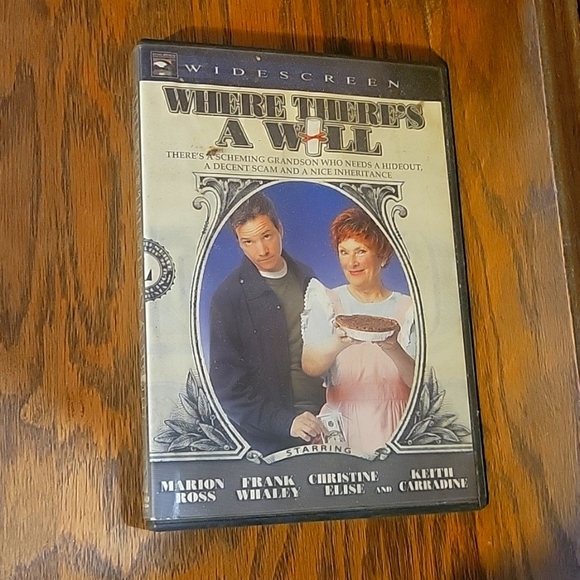 WIDESCREEN
WHERE THERE'S
A WILL
THERE'S A SCHEMING GRANDSON WHO NEEDS A HIDEOUT,
A DECENT SCAM AND A NICE INHERITANCE
L
STARRING
MARION ROSS FRANK WHALEY CHRISTINE ELISE AND KEITH CARRADINE